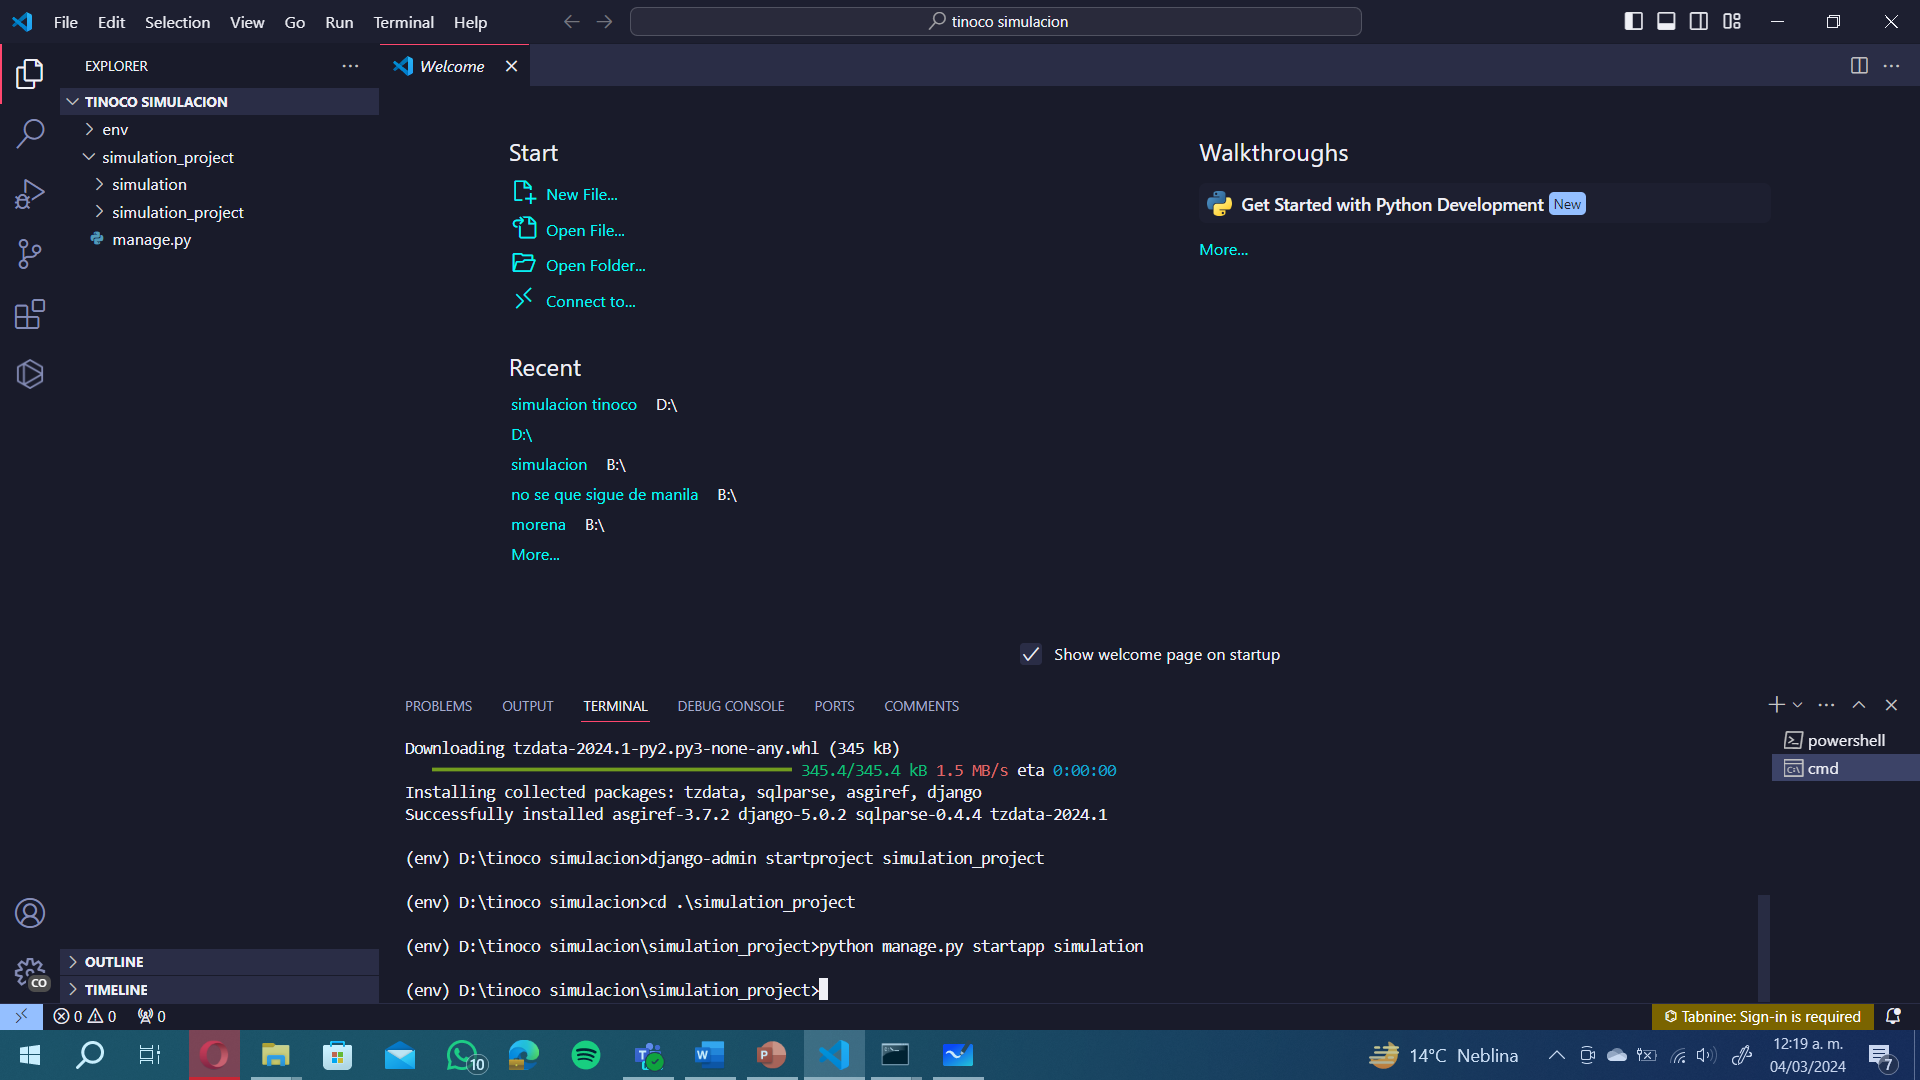 File Edit Selection View Go Run Terminal Help
tinoco simulacion
EXPLORER
Welcome
TINOCO SIMULACION
env
simulation_project
simulation
simulation_project
manage.py
Start
New File...
Open File...
Open Folder...
Connect to...
Recent
simulacion tinoco D:\
D:\
simulacion B:\
no se que sigue de manila B:\
morena B:\
More...
Walkthroughs
Get Started with Python Development New
More...
Show welcome page on startup
PROBLEMS OUTPUT TERMINAL DEBUG CONSOLE PORTS COMMENTS
powershell
cmd
Downloading tzdata-2024.1-py2.py3-none-any.whl (345 kB)
345.4/345.4 kB 1.5 MB/s eta 0:00:00
Installing collected packages: tzdata, sqlparse, asgiref, django
Successfully installed asgiref-3.7.2 django-5.0.2 sqlparse-0.4.4 tzdata-2024.1
(env) D:\tinoco simulacion>django-admin startproject simulation_project
(env) D:\tinoco simulacion>cd .\simulation_project
(env) D:\tinoco simulacion\simulation_project>python manage.py startapp simulation
(env) D:\tinoco simulacion\simulation_project>
OUTLINE
TIMELINE
CO
0 0 0
Tabnine: Sign-in is required
10
14°C Neblina
12:19 a. m.
04/03/2024
7